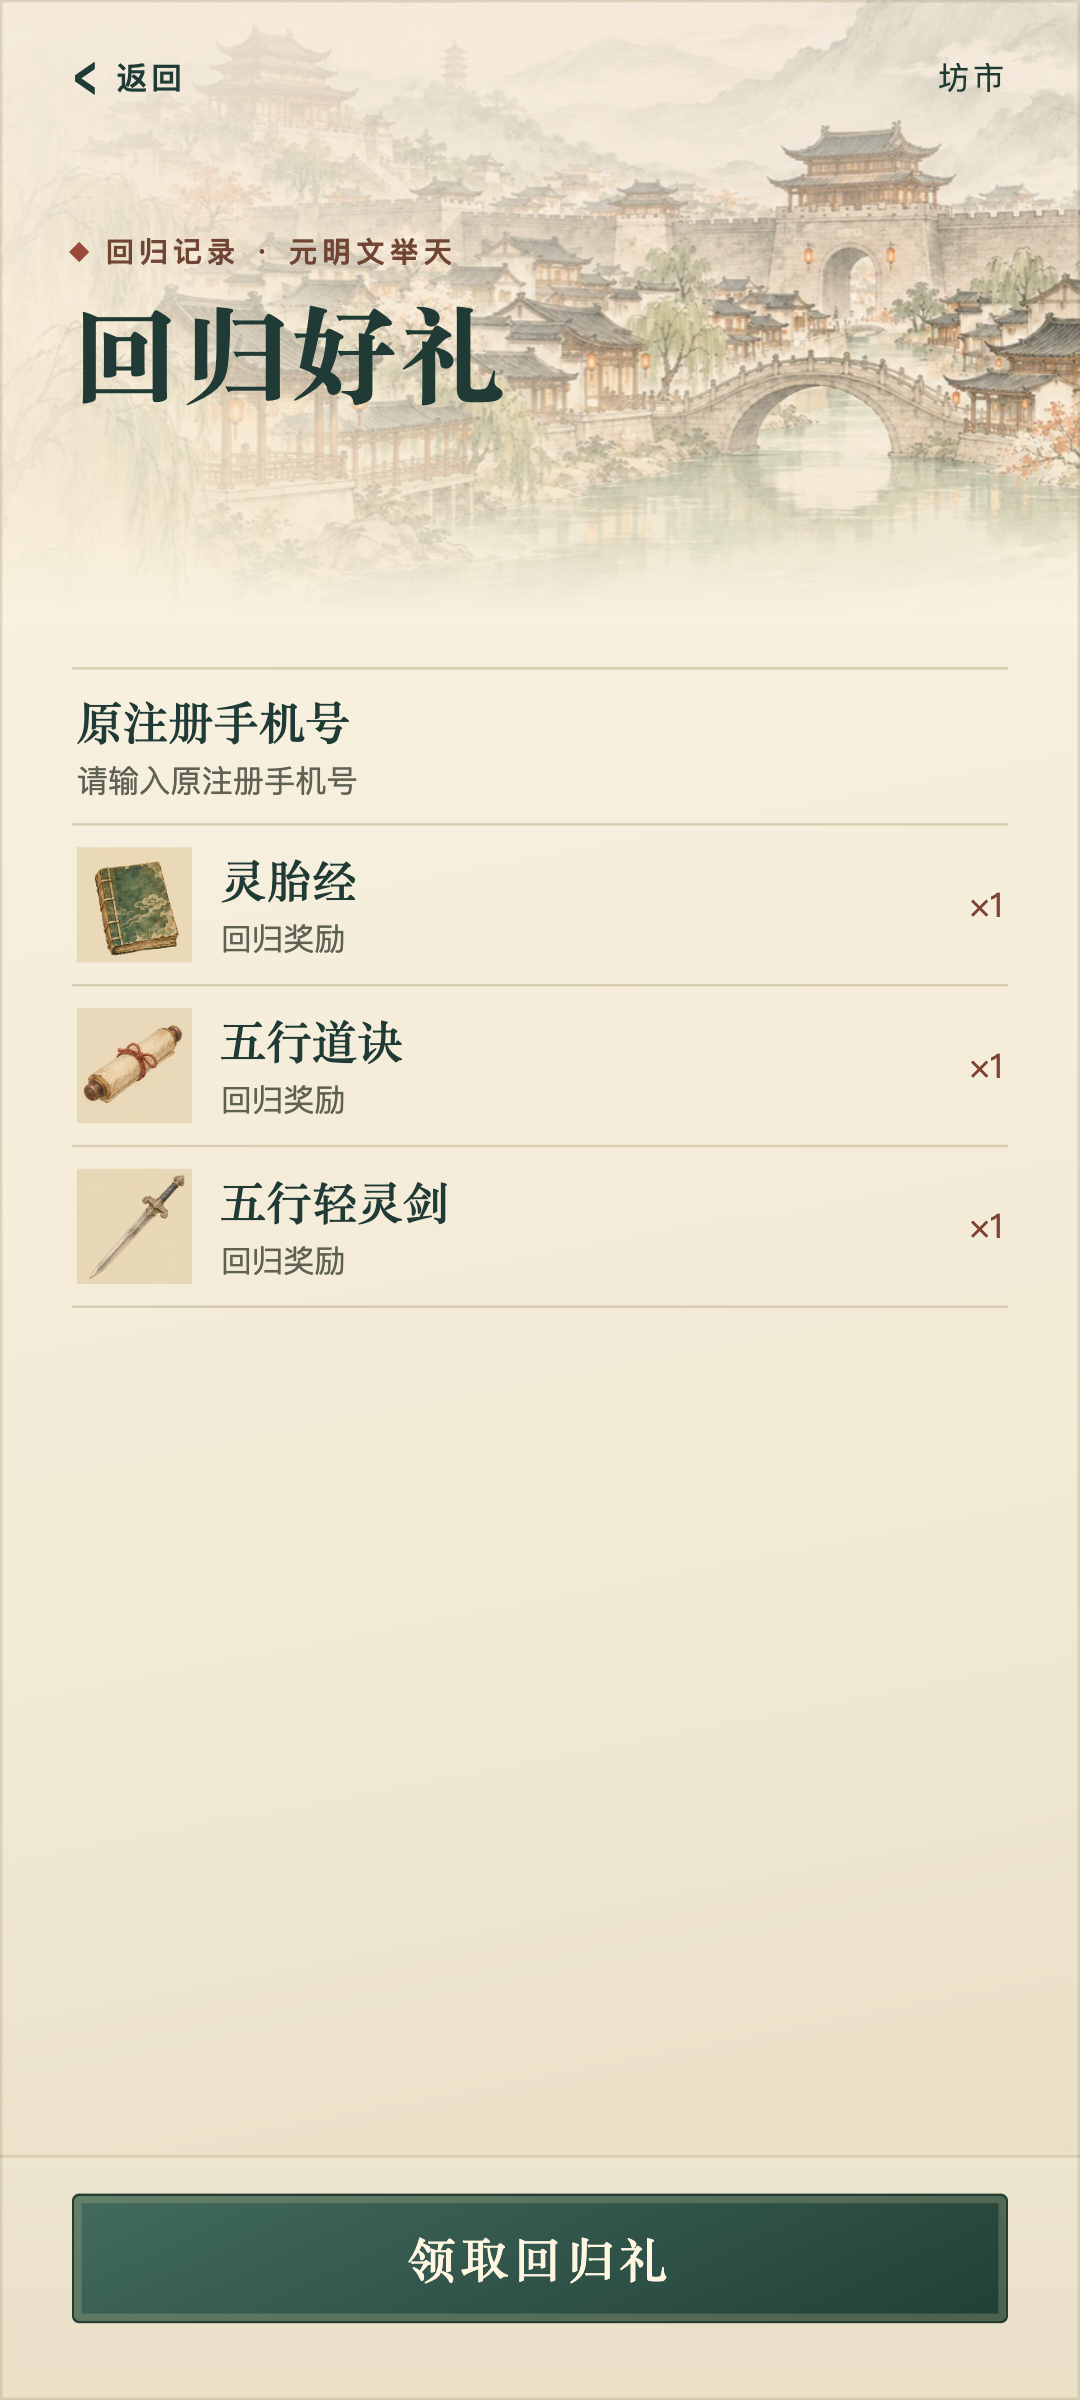 返回
坊市
回归记录 · 元明文举天
回归好礼
原注册手机号
请输入原注册手机号
灵胎经
回归奖励
×1
五行道诀
回归奖励
×1
五行轻灵剑
回归奖励
×1
领取回归礼